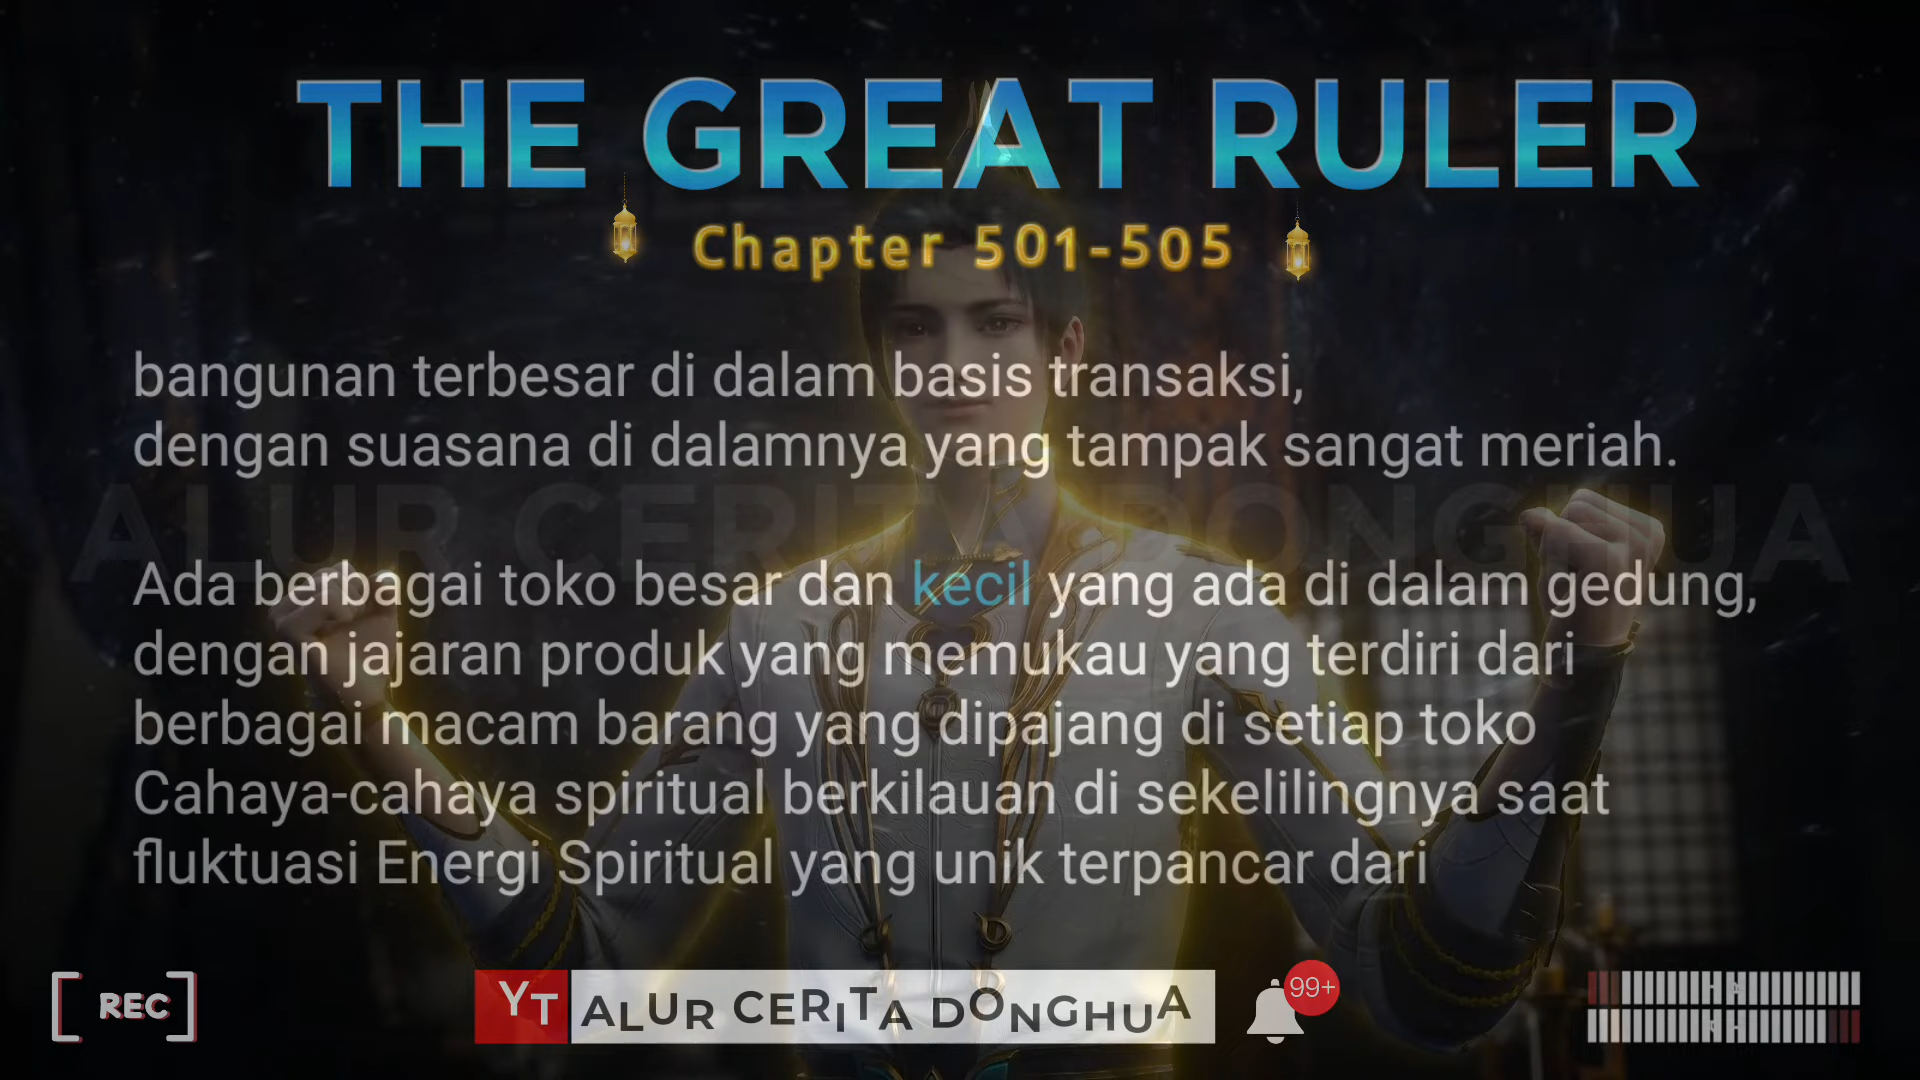 THE GREAT RULER
Chapter 501-505
bangunan terbesar di dalam basis transaksi,
dengan suasana di dalamnya yang tampak sangat meriah.
ALUR CERITA DONGHUA
Ada berbagai toko besar dan kecil yang ada di dalam gedung,
dengan jajaran produk yang memukau yang terdiri dari
berbagai macam barang yang dipajang di setiap toko
Cahaya-cahaya spiritual berkilauan di sekelilingnya saat
fluktuasi Energi Spiritual yang unik terpancar dari
REC
YT ALUR CERITA DONGHUA
99+